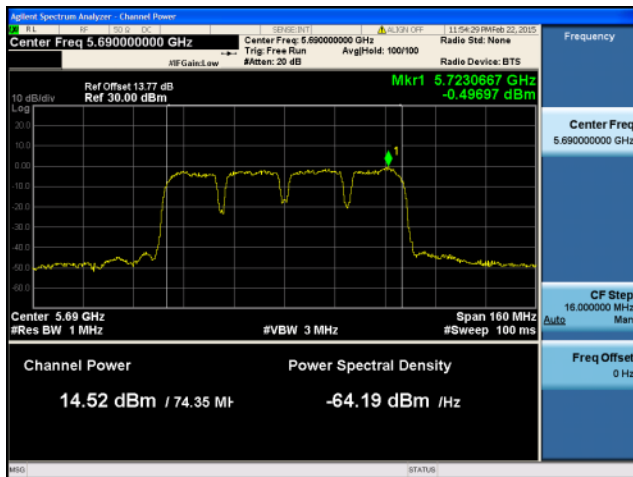 Agilent Spectrum Analyzer - Channel Power
RL RF 50 Ω DC SENSE:INT ALIGN OFF 11:54:29 PM Feb 22, 2015
Center Freq 5.690000000 GHz
Center Freq: 5.690000000 GHz
Radio Std: None
Trig: Free Run Avg|Hold: 100/100
#IFGain:Low #Atten: 20 dB Radio Device: BTS
Frequency
Mkr1 5.7230667 GHz
-0.49697 dBm
Ref Offset 13.77 dB
10 dB/div Ref 30.00 dBm
Log
20.0
10.0
0.00
-10.0
-20.0
-30.0
-40.0
-50.0
-60.0
1
Center 5.69 GHz Span 160 MHz
#Res BW 1 MHz #VBW 3 MHz #Sweep 100 ms
Channel Power Power Spectral Density
14.52 dBm / 74.35 MH -64.19 dBm /Hz
Center Freq
5.690000000 GHz
CF Step
16.000000 MHz
Auto Man
Freq Offset
0 Hz
MSG STATUS